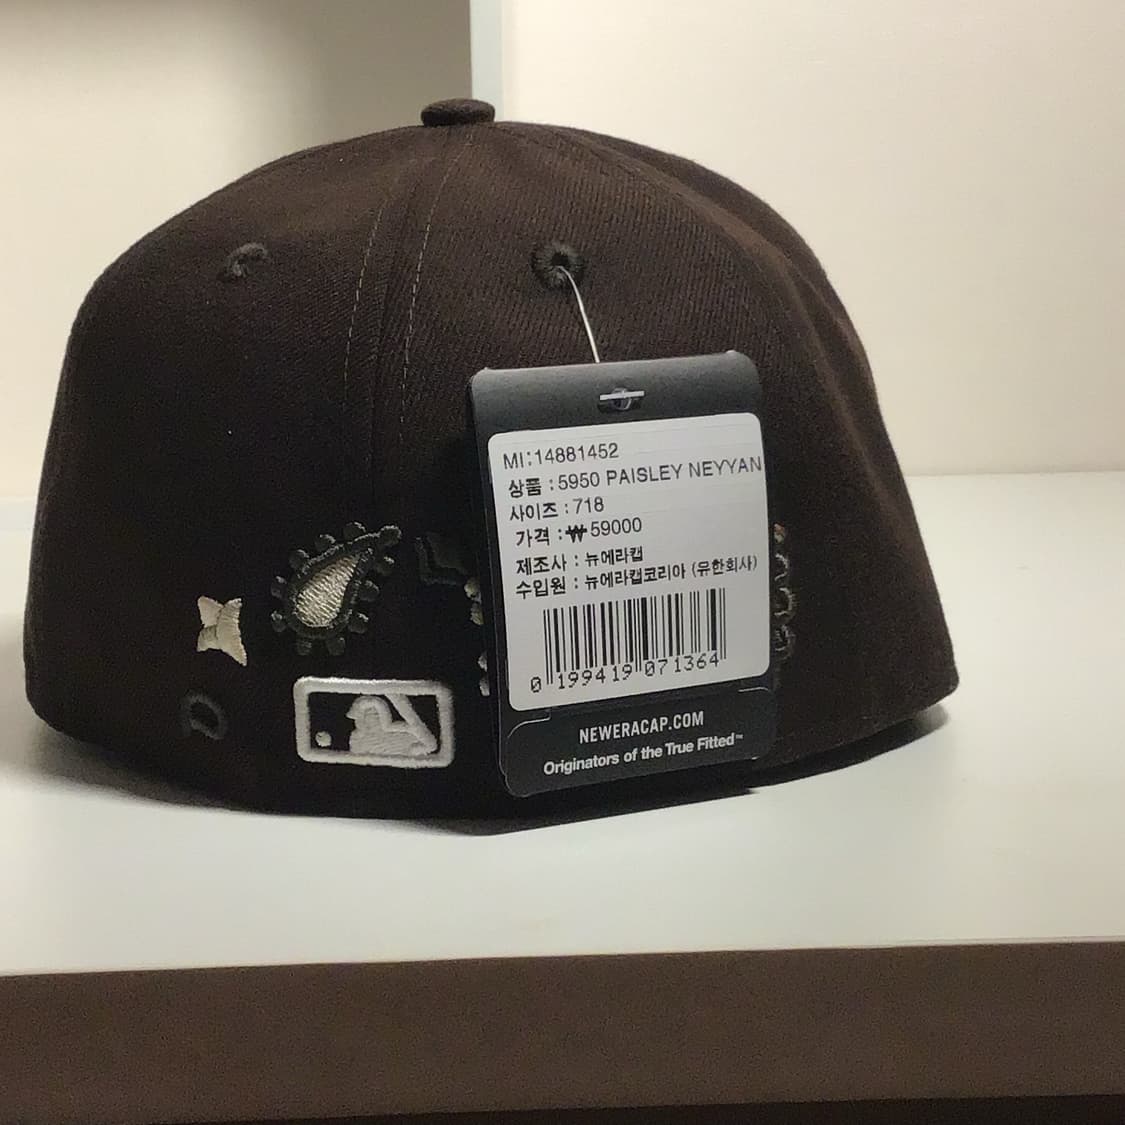 MI:14881452
상품 :5950 PAISLEY NEYYAN
사이즈 :718
가격 :₩59000
제조사 : 뉴에라캡
수입원 : 뉴에라캡코리아 (유한회사)
0 199419 071364
NEWERACAP.COM
Originators of the True Fitted™